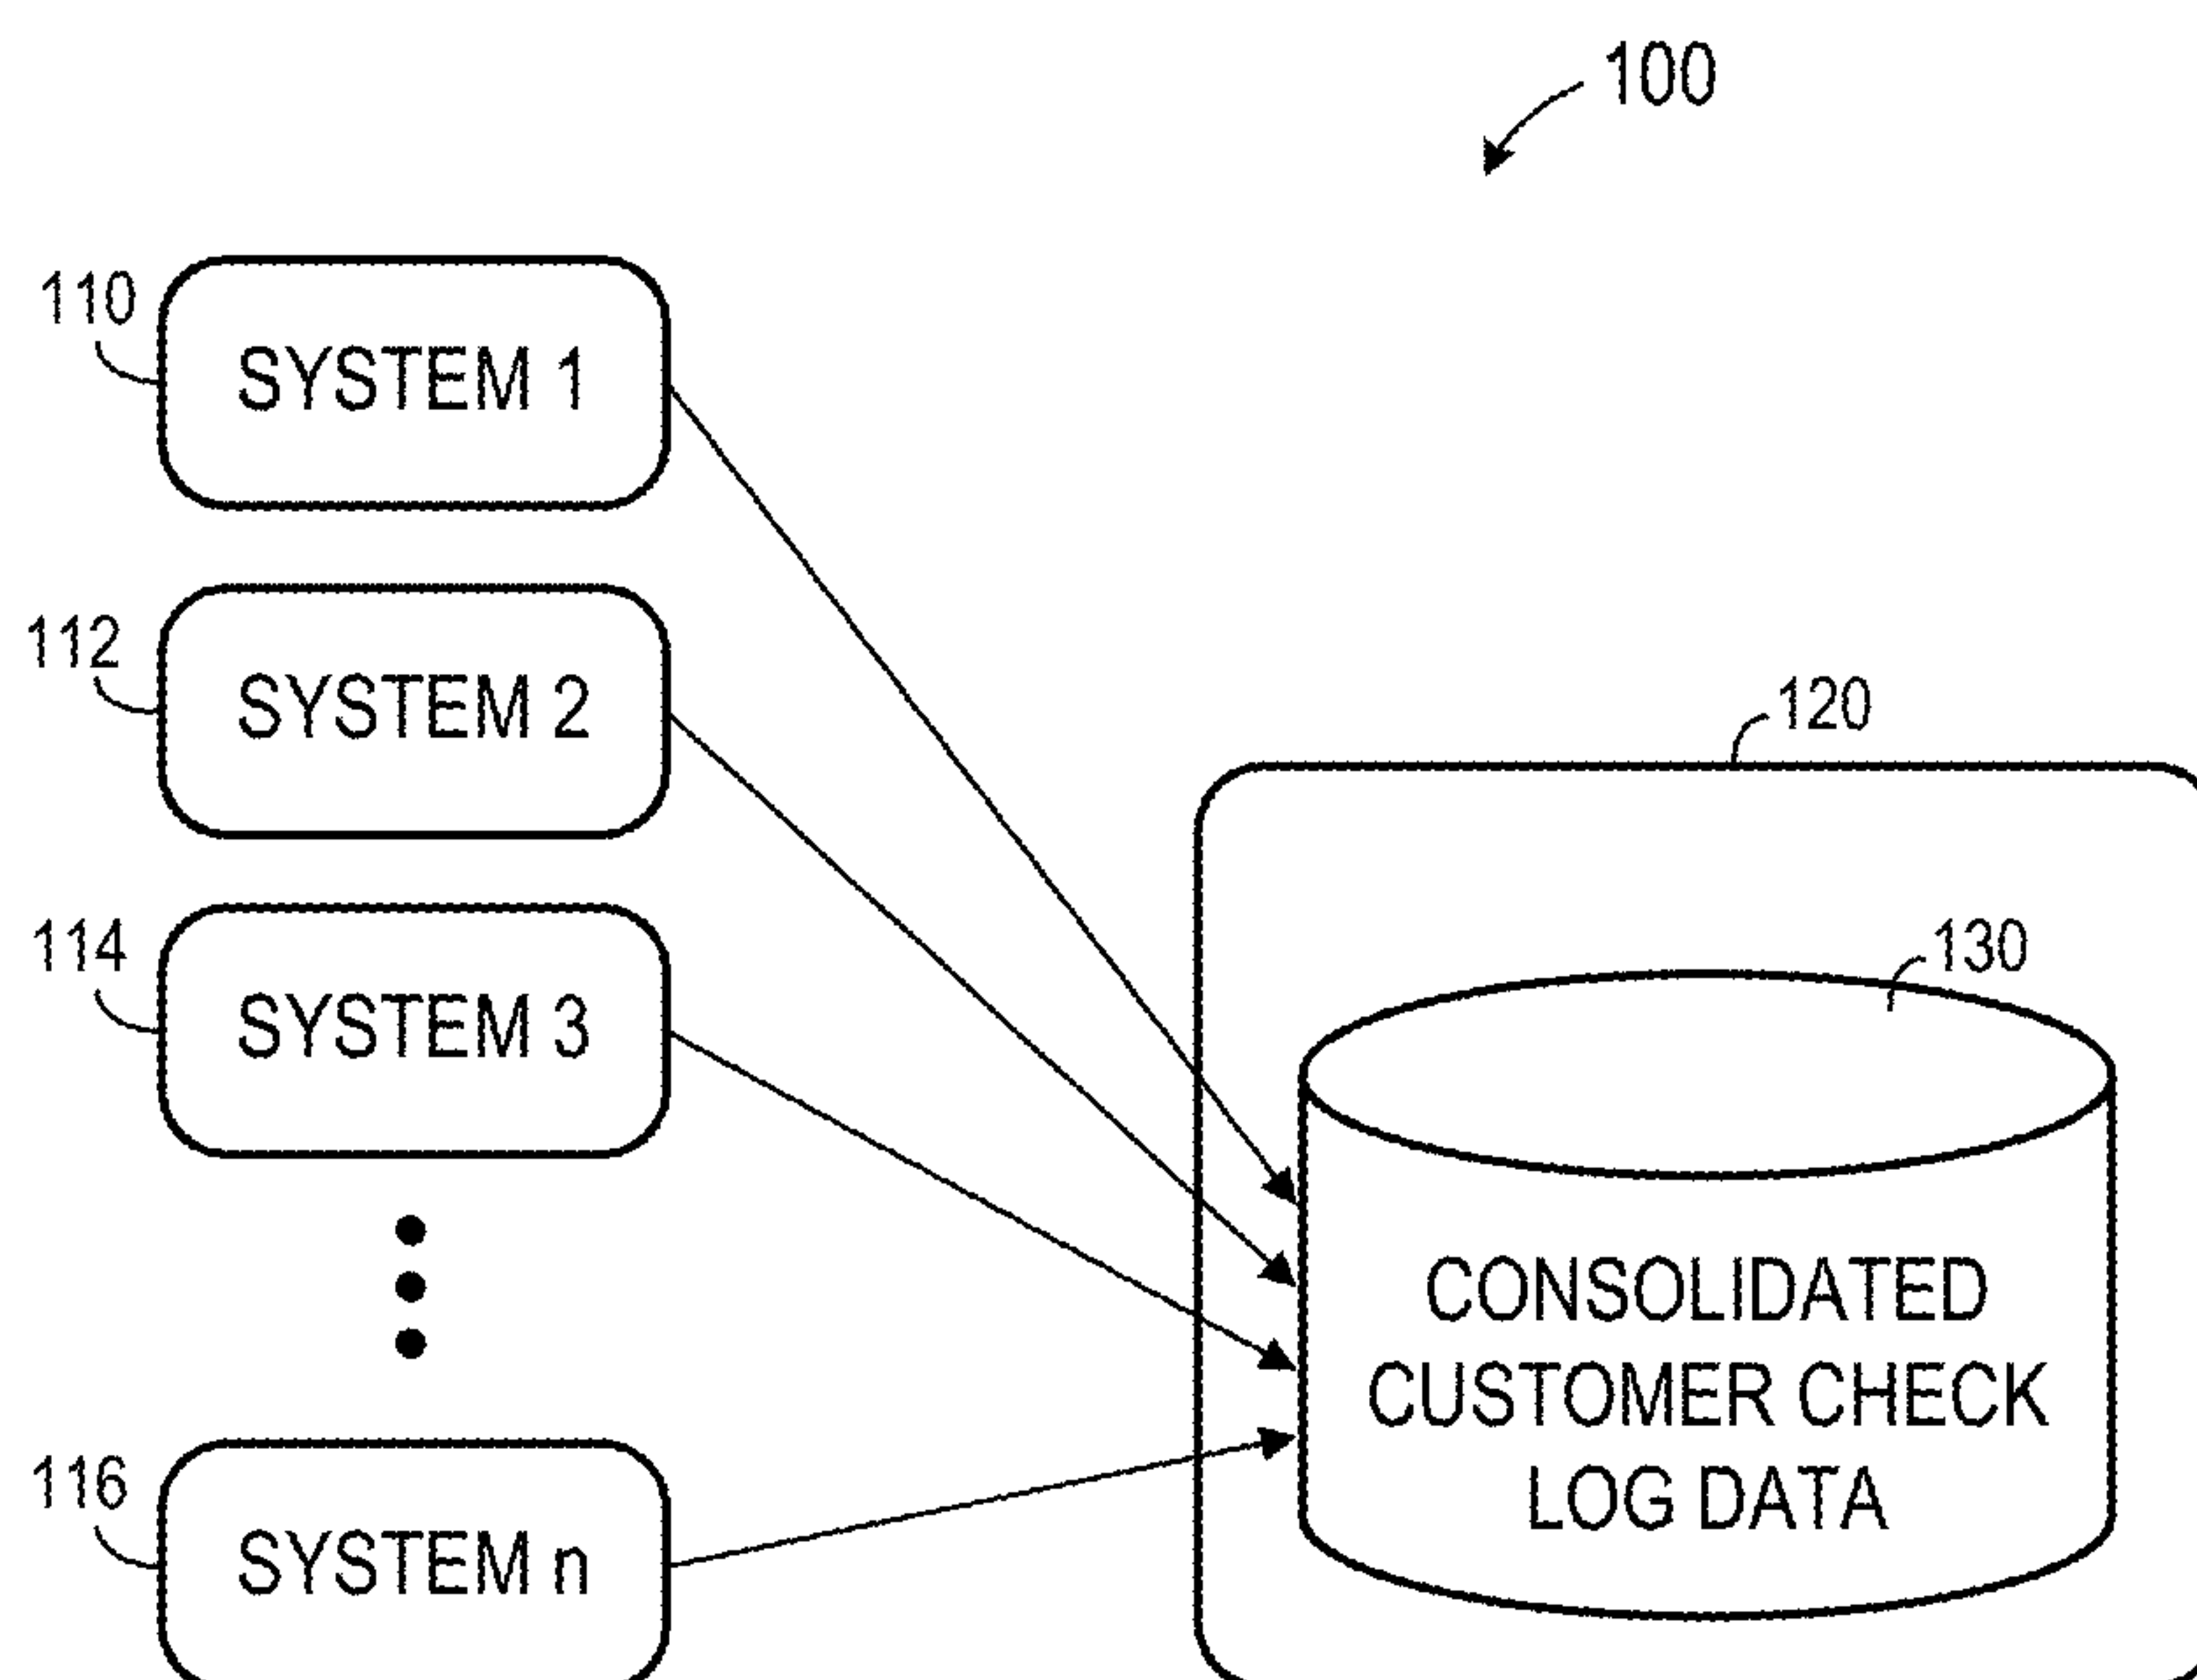 100
110
SYSTEM 1
112
SYSTEM 2
120
114
SYSTEM 3
130
CONSOLIDATED
CUSTOMER CHECK
LOG DATA
116
SYSTEM n